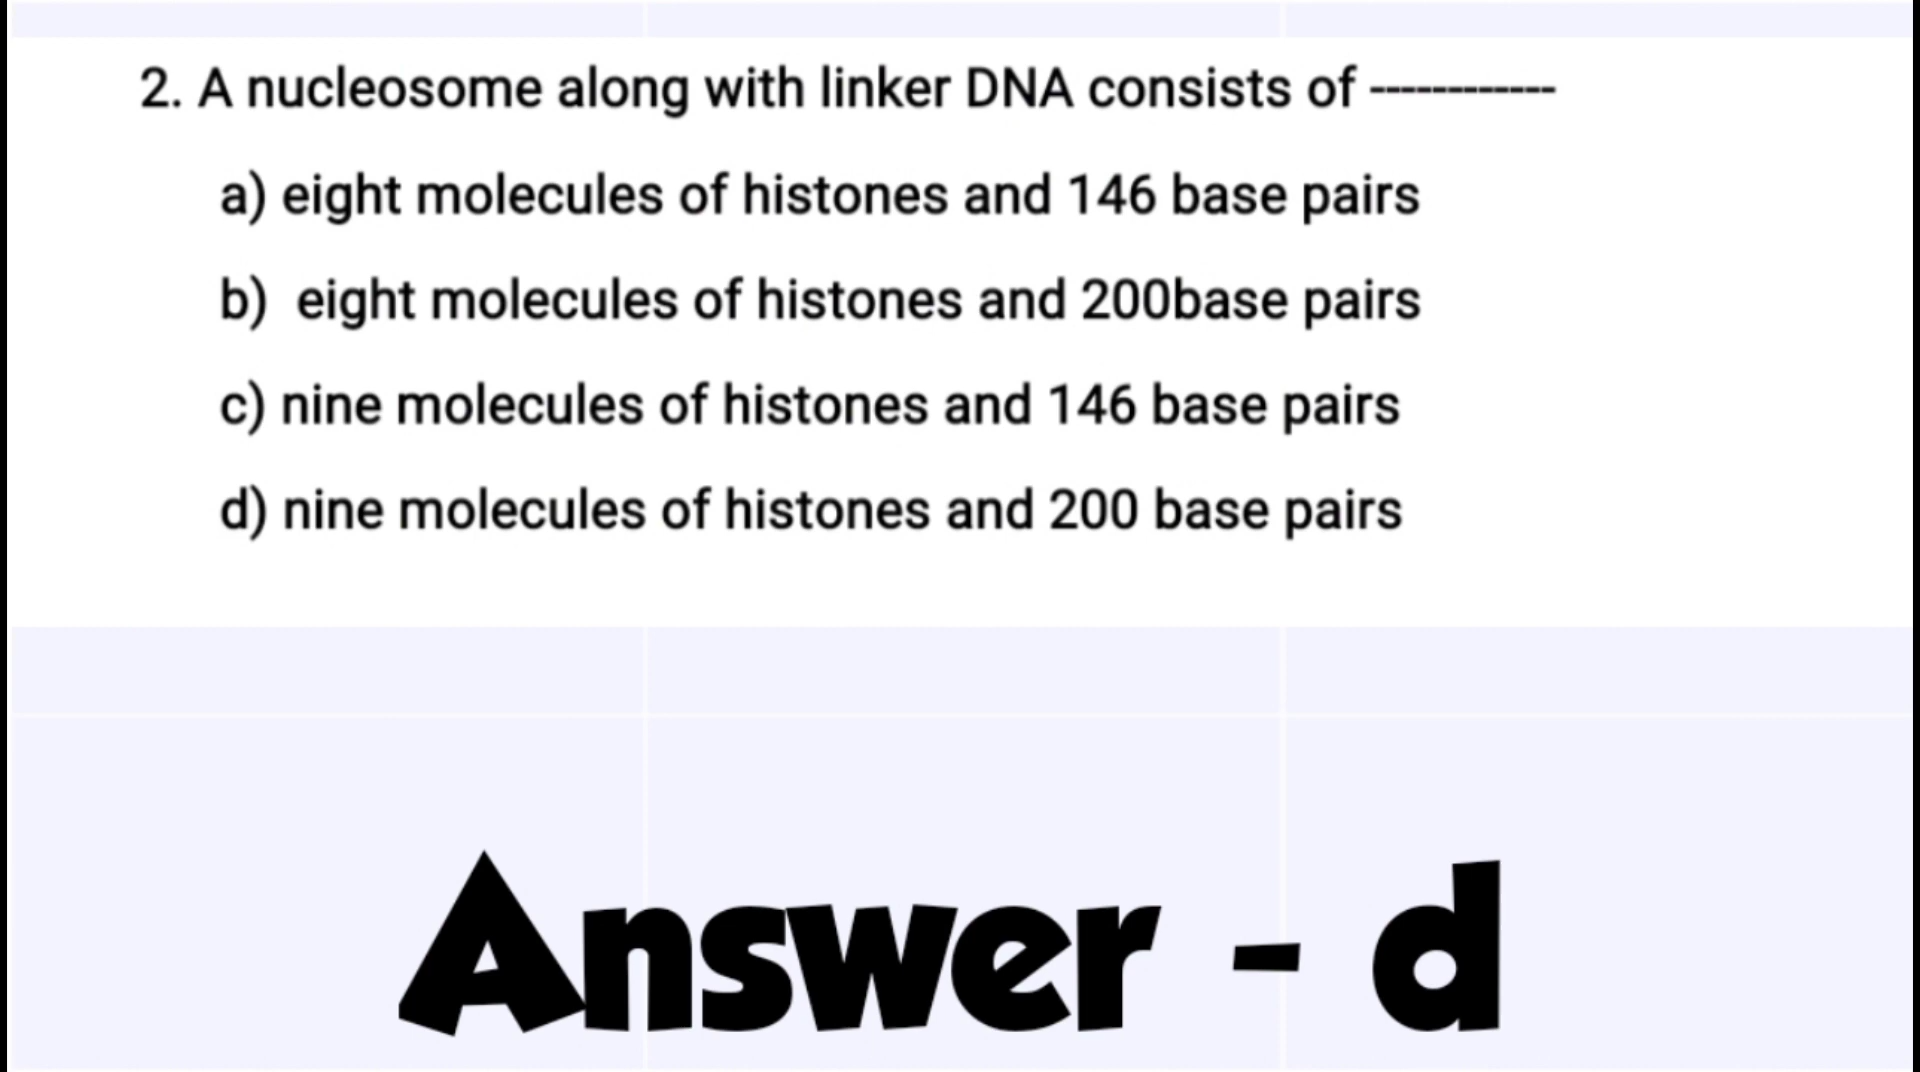 2. A nucleosome along with linker DNA consists of ------------
a) eight molecules of histones and 146 base pairs
b) eight molecules of histones and 200base pairs
c) nine molecules of histones and 146 base pairs
d) nine molecules of histones and 200 base pairs
Answer - d